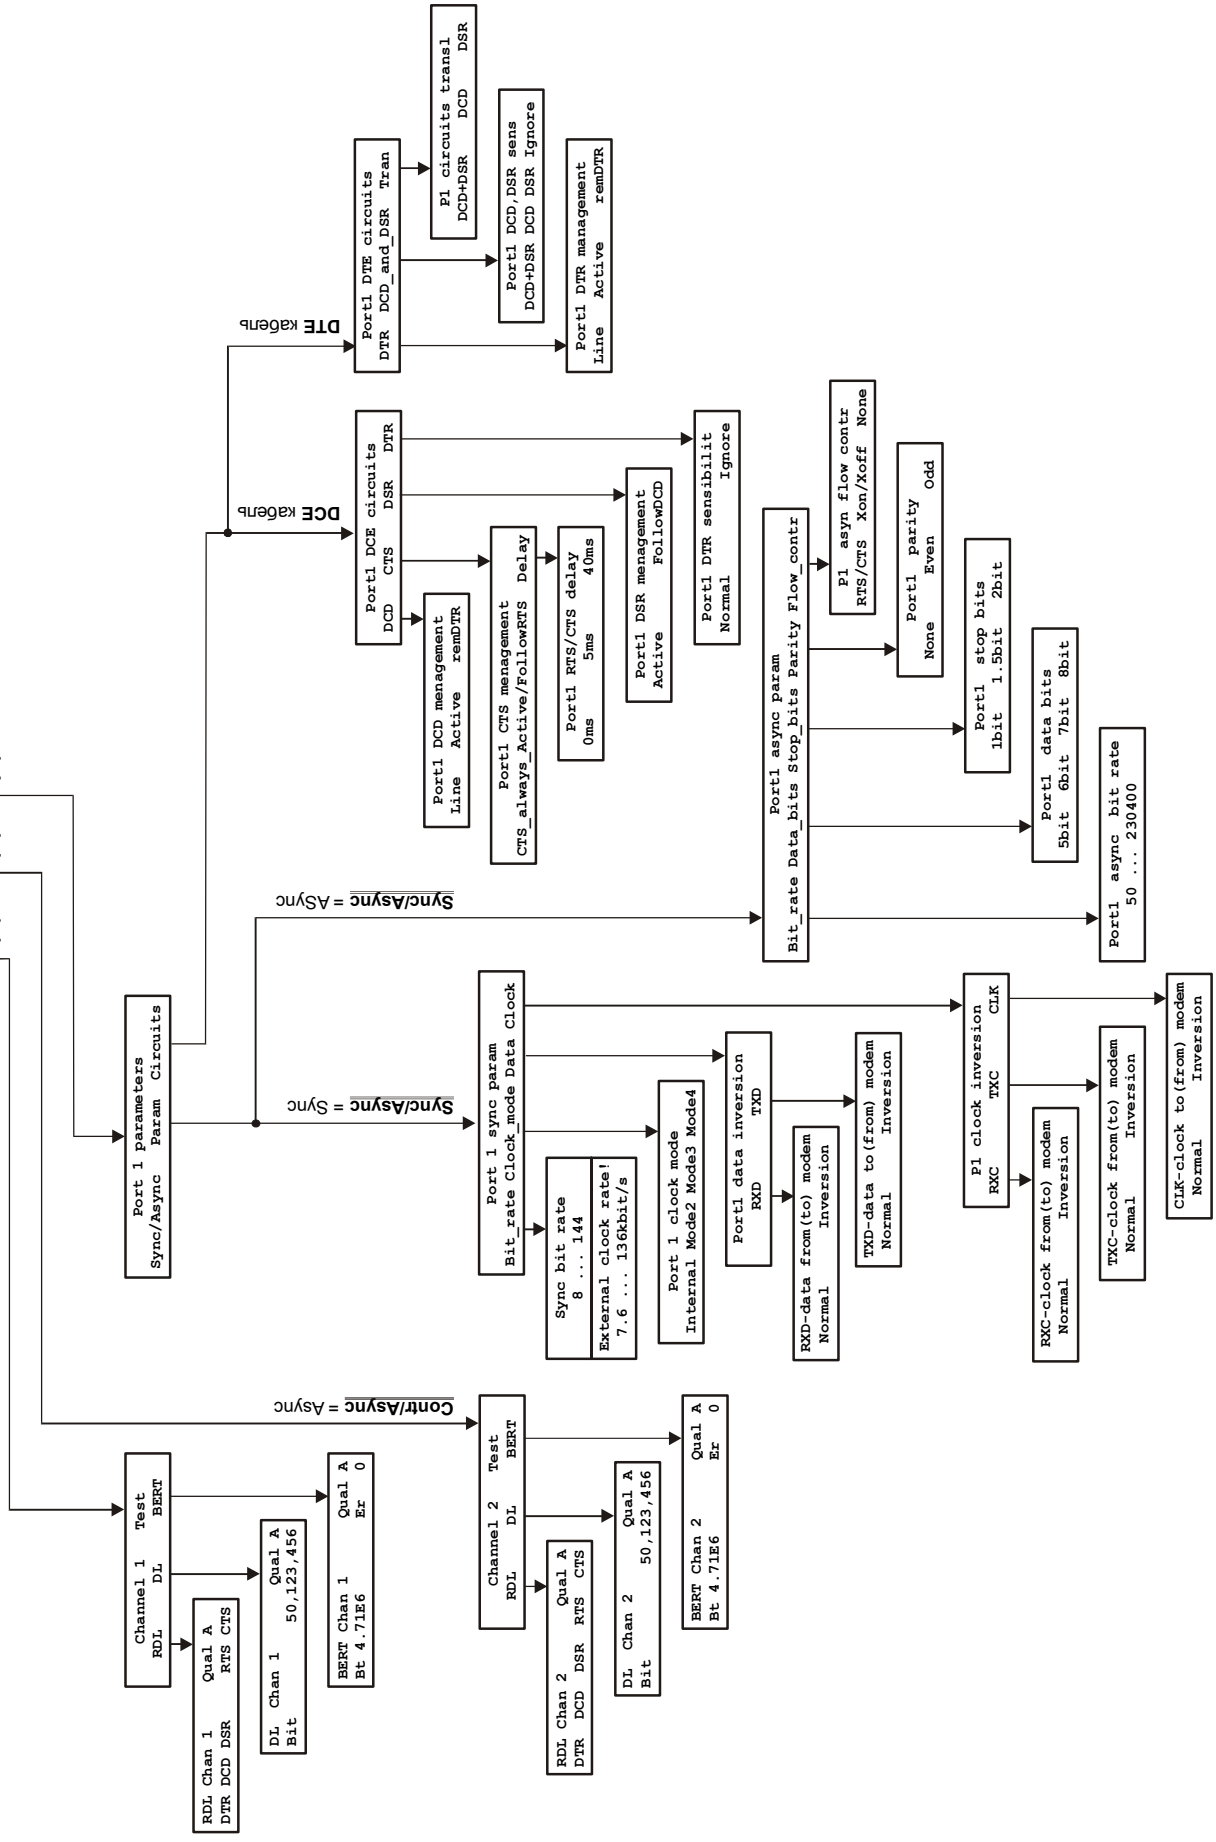 Channel 1 Test
RDL DL BERT
RDL Chan 1 Qual A
DTR DCD DSR RTS CTS
DL Chan 1 Qual A
Bit 50,123,456
BERT Chan 1 Qual A
Bt 4.71E6 Er 0
Contr/Async = Async
Channel 2 Test
RDL DL BERT
RDL Chan 2 Qual A
DTR DCD DSR RTS CTS
DL Chan 2 Qual A
Bit 50,123,456
BERT Chan 2 Qual A
Bt 4.71E6 Er 0
Port 1 parameters
Sync/Async Param Circuits
Sync/Async = Sync
Port 1 sync param
Bit_rate Clock_mode Data Clock
Sync bit rate
8 ... 144
External clock rate!
7.6 ... 136kbit/s
Port 1 clock mode
Internal Mode2 Mode3 Mode4
Port1 data inversion
RXD TXD
RXD-data from(to) modem
Normal Inversion
TXD-data to(from) modem
Normal Inversion
P1 clock inversion
RXC TXC CLK
RXC-clock from(to) modem
Normal Inversion
TXC-clock from(to) modem
Normal Inversion
CLK-clock to(from) modem
Normal Inversion
Sync/Async = ASync
Port1 async param
Bit_rate Data_bits Stop_bits Parity Flow_contr
P1 asyn flow contr
RTS/CTS Xon/Xoff None
Port1 parity
None Even Odd
Port1 stop bits
1bit 1.5bit 2bit
Port1 data bits
5bit 6bit 7bit 8bit
Port1 async bit rate
50 ... 230400
DCE кабель
Port1 DCE circuits
DCD CTS DSR DTR
Port1 DCD menagement
Line Active remDTR
Port1 CTS menagement
CTS_always_Active/FollowRTS Delay
Port1 RTS/CTS delay
0ms 5ms 40ms
Port1 DSR menagement
Active FollowDCD
Port1 DTR sensibilit
Normal Ignore
DTE кабель
Port1 DTE circuits
DTR DCD_and_DSR Tran
P1 circuits transl
DCD+DSR DCD DSR
Port1 DCD,DSR sens
DCD+DSR DCD DSR Ignore
Port1 DTR management
Line Active remDTR